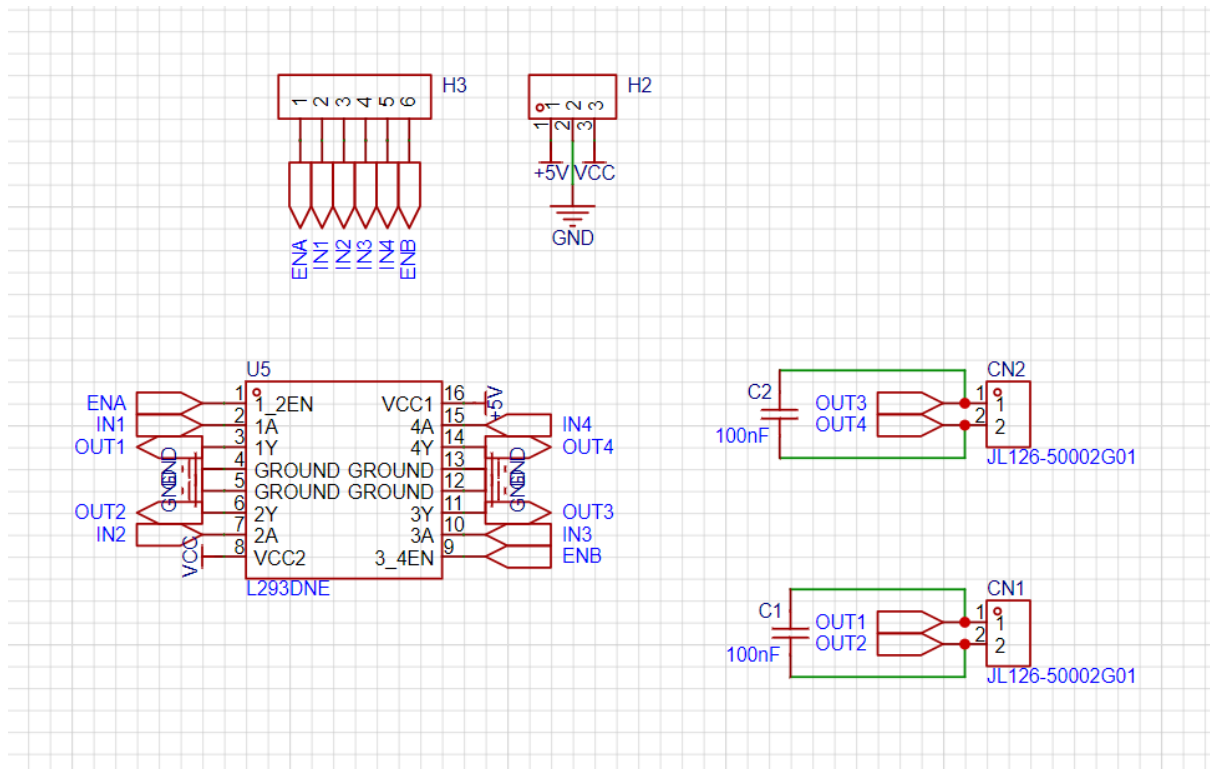 H3
1 2 3 4 5 6
ENA IN1 IN2 IN3 IN4 ENB
H2
1 2 3
1 2 3
+5V VCC
GND
U5
ENA 1 1_2EN VCC1 16 +5V
IN1 2 1A 4A 15 IN4
OUT1 3 1Y 4Y 14 OUT4
GND 4 GROUND GROUND 13 GND
GND 5 GROUND GROUND 12 GND
OUT2 6 2Y 3Y 11 OUT3
IN2 7 2A 3A 10 IN3
VCC 8 VCC2 3_4EN 9 ENB
L293DNE
CN2
C2
100nF
OUT3 1 1
OUT4 2 2
JL126-50002G01
CN1
C1
100nF
OUT1 1 1
OUT2 2 2
JL126-50002G01